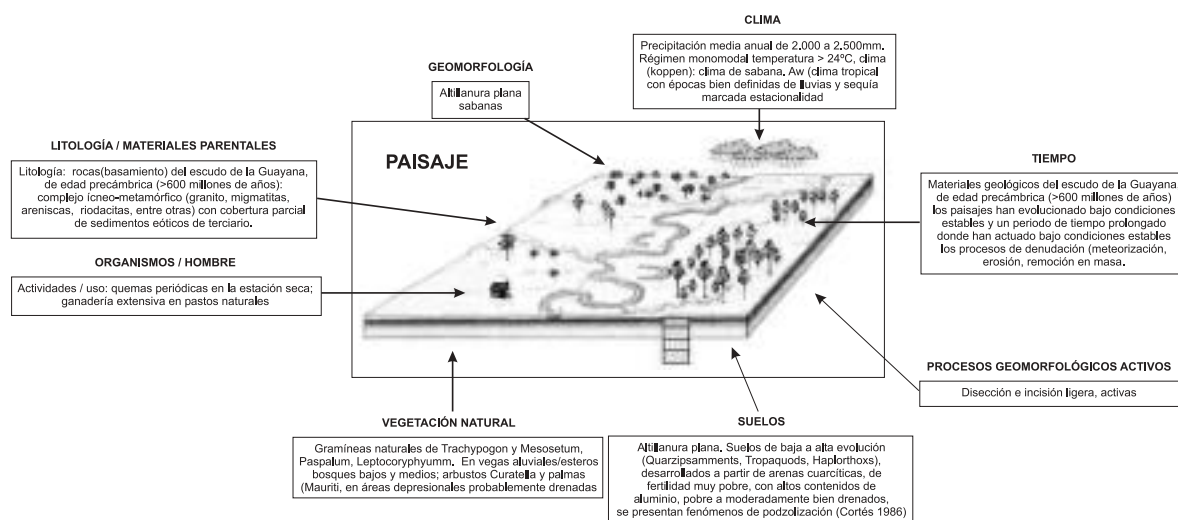 CLIMA
Precipitación media anual de 2.000 a 2.500mm.
Régimen monomodal temperatura > 24ºC, clima
(koppen): clima de sabana. Aw (clima tropical
con épocas bien definidas de lluvias y sequía
marcada estacionalidad
GEOMORFOLOGÍA
Altillanura plana
sabanas
PAISAJE
LITOLOGÍA / MATERIALES PARENTALES
Litología: rocas(basamiento) del escudo de la Guayana,
de edad precámbrica (>600 millones de años):
complejo ícneo-metamórfico (granito, migmatitas,
areniscas, riodacitas, entre otras) con cobertura parcial
de sedimentos eóticos de terciario.
TIEMPO
Materiales geológicos del escudo de la Guayana,
de edad precámbrica (>600 millones de años)
los paisajes han evolucionado bajo condiciones
estables y un periodo de tiempo prolongado
donde han actuado bajo condiciones estables
los procesos de denudación (meteorización,
erosión, remoción en masa.
ORGANISMOS / HOMBRE
Actividades / uso: quemas periódicas en la estación seca;
ganadería extensiva en pastos naturales
PROCESOS GEOMORFOLÓGICOS ACTIVOS
Disección e incisión ligera, activas
VEGETACIÓN NATURAL
Gramíneas naturales de Trachypogon y Mesosetum,
Paspalum, Leptocoryphumm. En vegas aluviales/esteros
bosques bajos y medios; arbustos Curatella y palmas
(Mauriti, en áreas depresionales probablemente drenadas
SUELOS
Altillanura plana. Suelos de baja a alta evolución
(Quarzipsamments, Tropaquods, Haplorthoxs),
desarrollados a partir de arenas cuarcíticas, de
fertilidad muy pobre, con altos contenidos de
aluminio, pobre a moderadamente bien drenados,
se presentan fenómenos de podzolización (Cortés 1986)